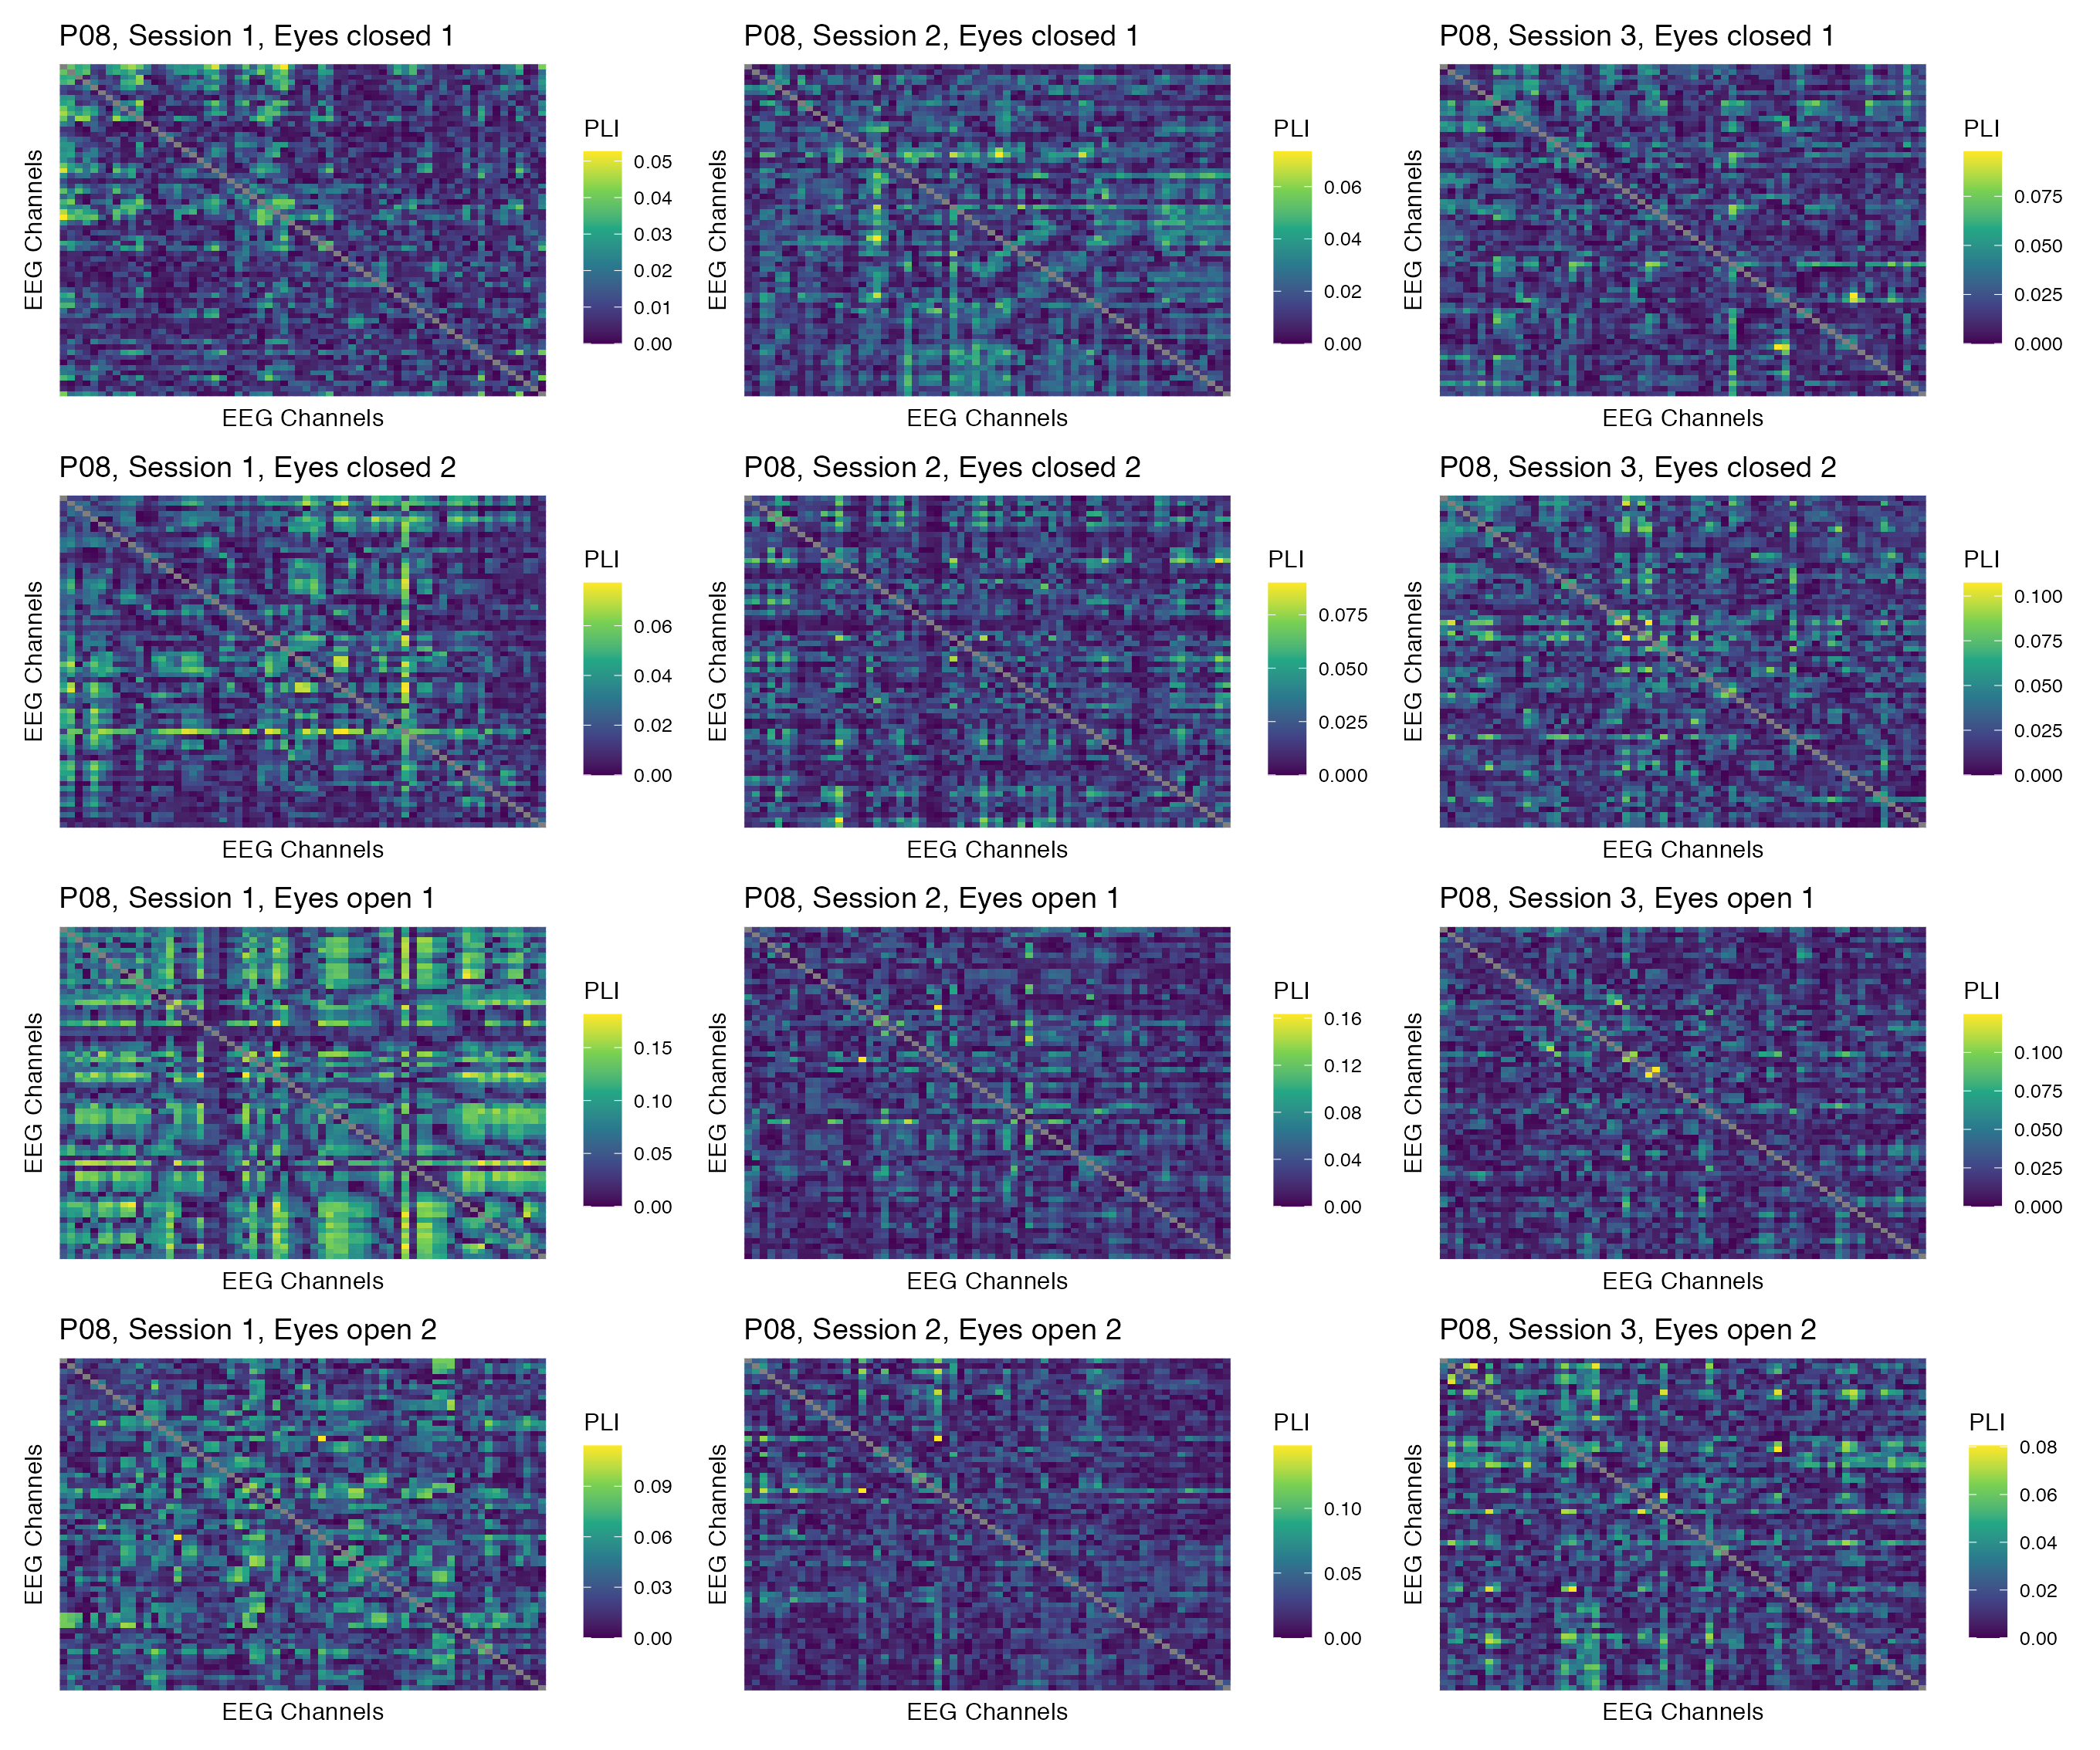 P08, Session 1, Eyes closed 1
P08, Session 2, Eyes closed 1
P08, Session 3, Eyes closed 1
EEG Channels
PLI
0.05
0.04
0.03
0.02
0.01
0.00
EEG Channels
EEG Channels
PLI
0.06
0.04
0.02
0.00
EEG Channels
EEG Channels
PLI
0.075
0.050
0.025
0.000
EEG Channels
P08, Session 1, Eyes closed 2
P08, Session 2, Eyes closed 2
P08, Session 3, Eyes closed 2
EEG Channels
PLI
0.06
0.04
0.02
0.00
EEG Channels
EEG Channels
PLI
0.075
0.050
0.025
0.000
EEG Channels
EEG Channels
PLI
0.100
0.075
0.050
0.025
0.000
EEG Channels
P08, Session 1, Eyes open 1
P08, Session 2, Eyes open 1
P08, Session 3, Eyes open 1
EEG Channels
PLI
0.15
0.10
0.05
0.00
EEG Channels
EEG Channels
PLI
0.16
0.12
0.08
0.04
0.00
EEG Channels
EEG Channels
PLI
0.100
0.075
0.050
0.025
0.000
EEG Channels
P08, Session 1, Eyes open 2
P08, Session 2, Eyes open 2
P08, Session 3, Eyes open 2
EEG Channels
PLI
0.09
0.06
0.03
0.00
EEG Channels
EEG Channels
PLI
0.10
0.05
0.00
EEG Channels
EEG Channels
PLI
0.08
0.06
0.04
0.02
0.00
EEG Channels